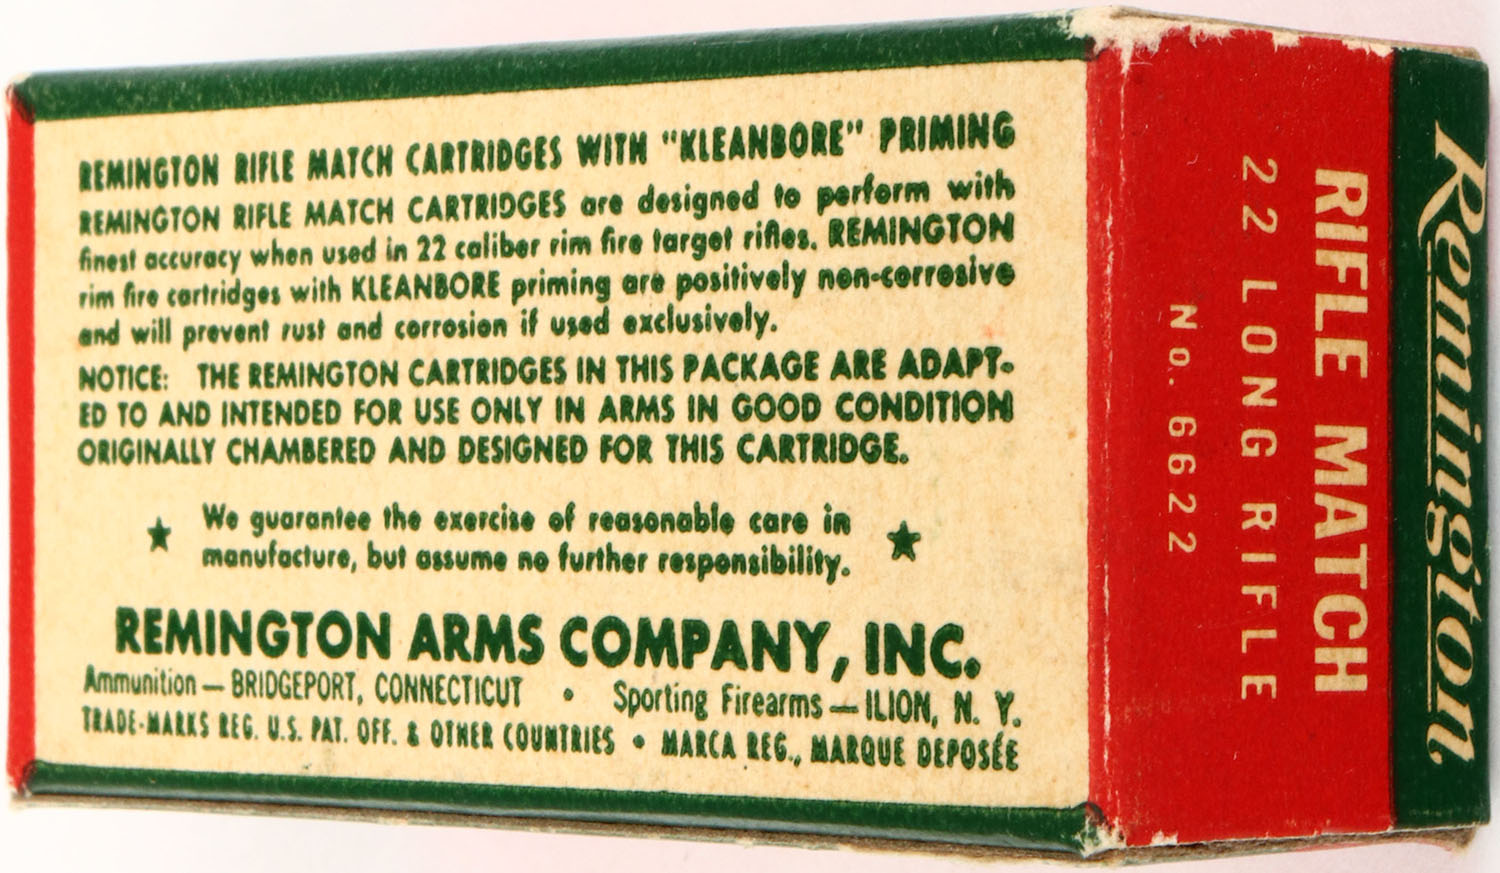 REMINGTON RIFLE MATCH CARTRIDGES WITH "KLEANBORE" PRIMING
REMINGTON RIFLE MATCH CARTRIDGES are designed to perform with
finest accuracy when used in 22 caliber rim fire target rifles. REMINGTON
rim fire cartridges with KLEANBORE priming are positively non-corrosive
and will prevent rust and corrosion if used exclusively.
NOTICE: THE REMINGTON CARTRIDGES IN THIS PACKAGE ARE ADAPT-
ED TO AND INTENDED FOR USE ONLY IN ARMS IN GOOD CONDITION
ORIGINALLY CHAMBERED AND DESIGNED FOR THIS CARTRIDGE.
We guarantee the exercise of reasonable care in
manufacture, but assume no further responsibility.
REMINGTON ARMS COMPANY, INC.
Ammunition — BRIDGEPORT, CONNECTICUT • Sporting Firearms — ILION, N. Y.
TRADE-MARKS REG. U.S. PAT. OFF. & OTHER COUNTRIES • MARCA REG., MARQUE DEPOSÉE
Remington
RIFLE MATCH
22 LONG RIFLE
No. 6622